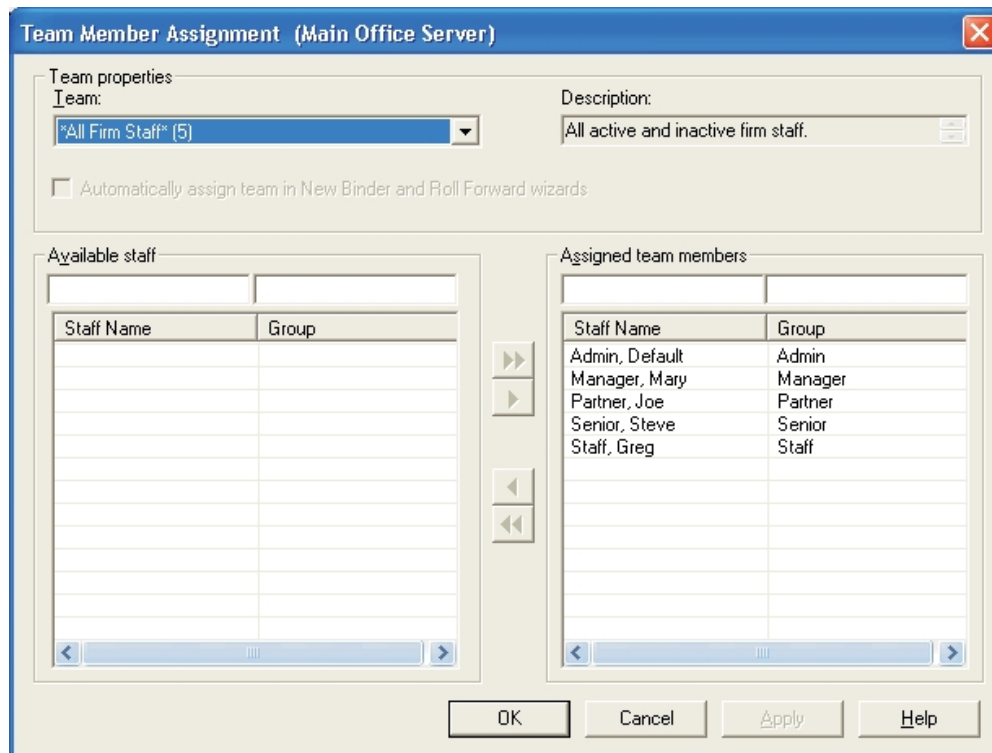 Team Member Assignment (Main Office Server)
Team properties
Team:
Description:
*All Firm Staff* (5)
All active and inactive firm staff.
Automatically assign team in New Binder and Roll Forward wizards
Available staff
Staff Name Group
Assigned team members
Staff Name Group
Admin, Default Admin
Manager, Mary Manager
Partner, Joe Partner
Senior, Steve Senior
Staff, Greg Staff
OK Cancel Apply Help